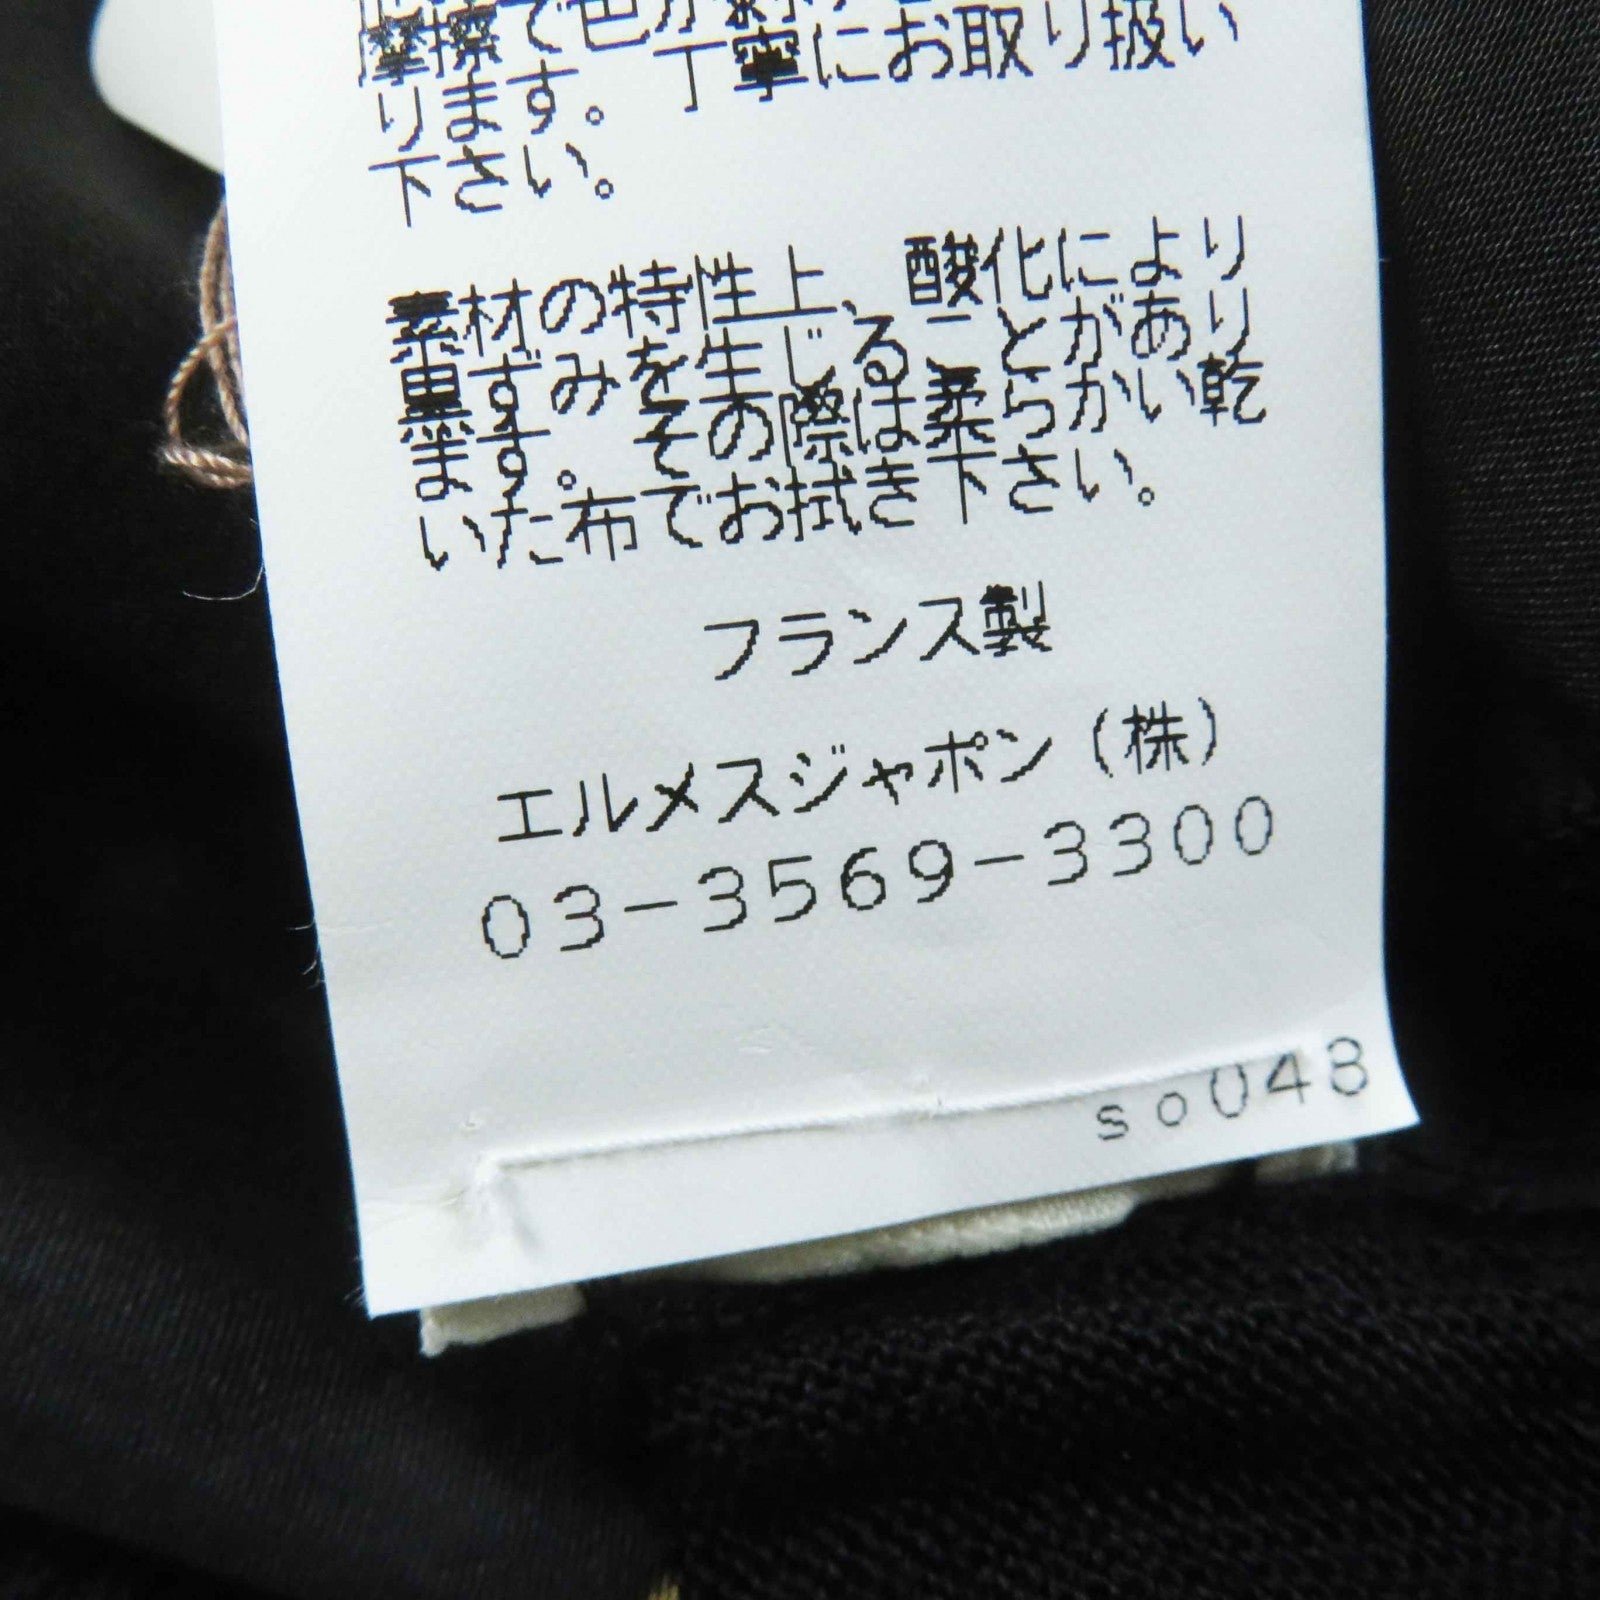 摩擦で色が
り ます。丁寧にお取り扱い
下さい。
素材の特性上、酸化により
黒ずみを生じることがあり
ます。その際は柔らかい乾
いた布でお拭き下さい。
フランス製
エルメスジャポン(株)
03-3569-3300
so048